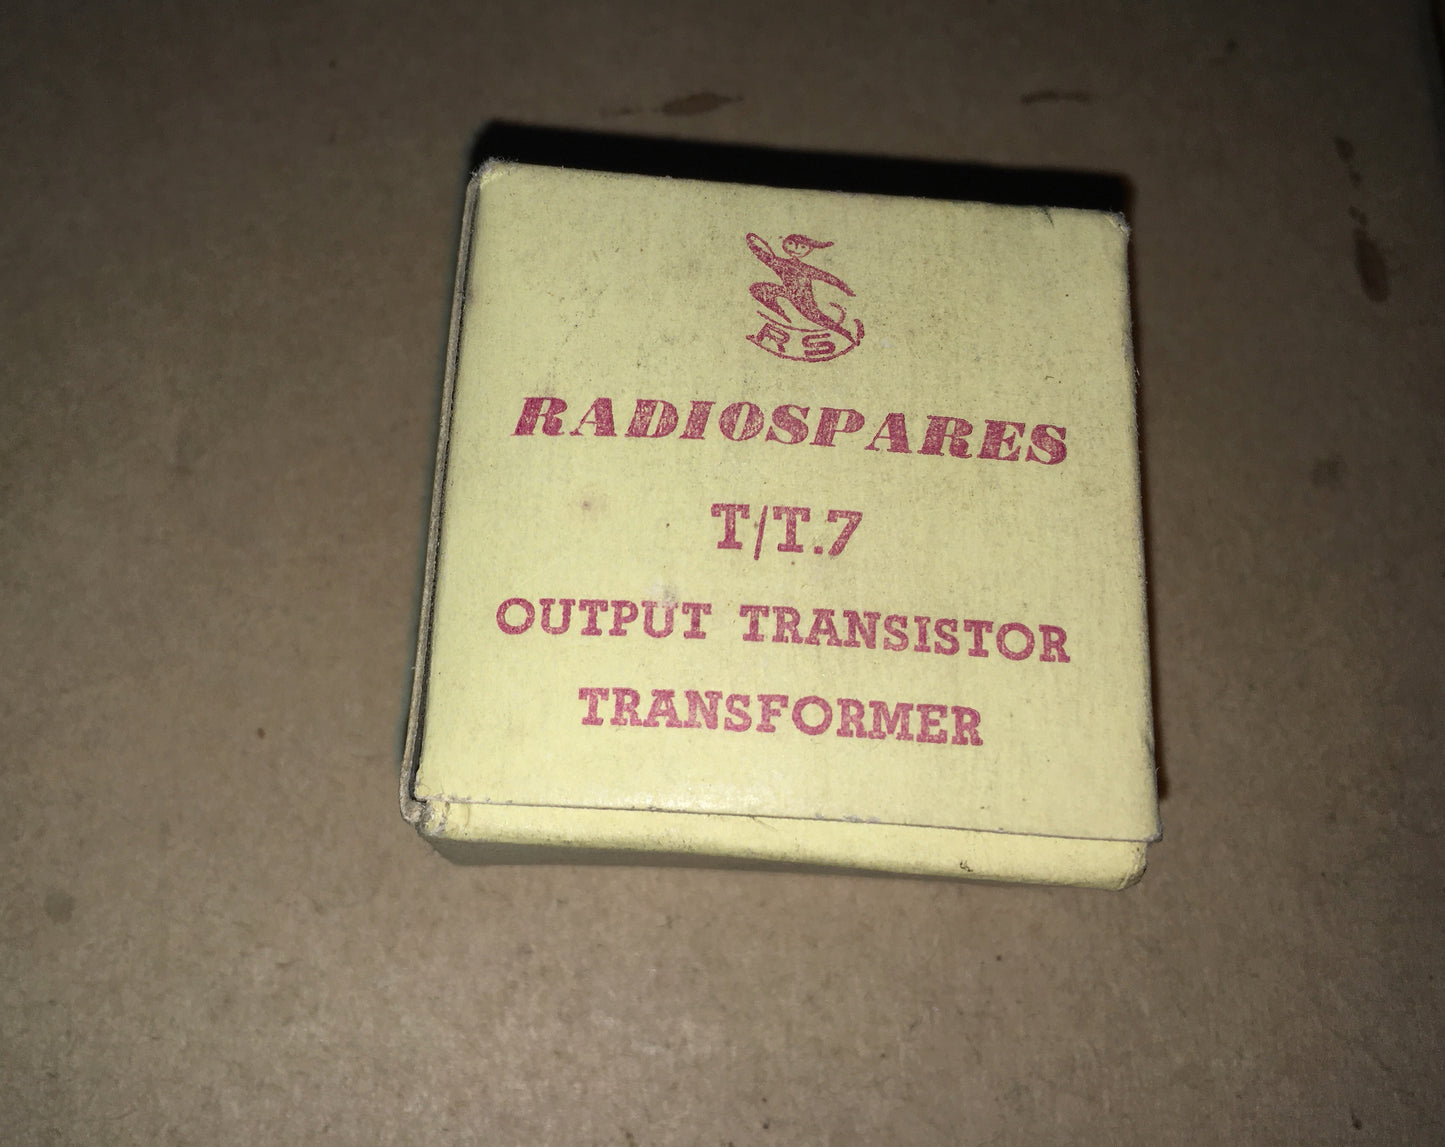 RS
RADIOSPARES
T/T.7
OUTPUT TRANSISTOR
TRANSFORMER